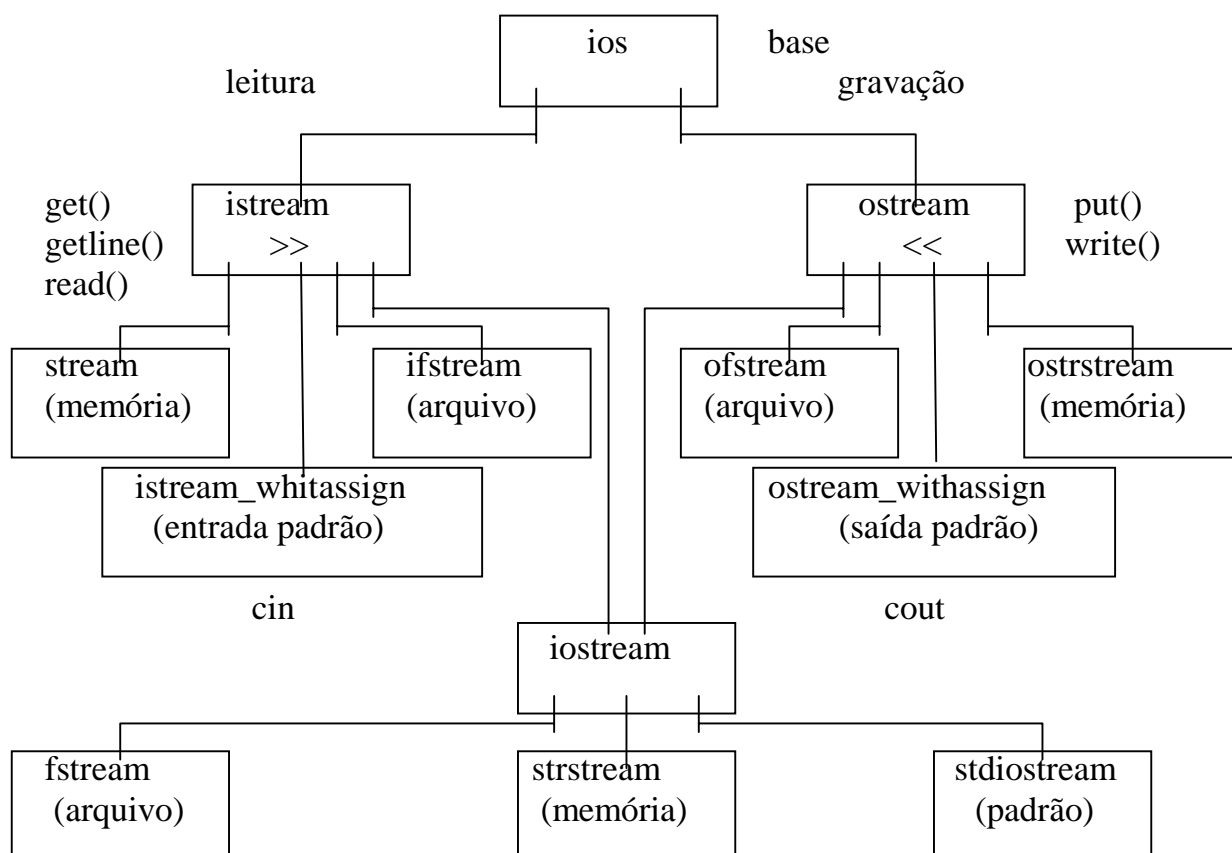 ios base
leitura gravação
get() istream ostream put()
getline() >> << write()
read()
stream ifstream ofstream ostrstream
(memória) (arquivo) (arquivo) (memória)
istream_whitassign ostream_withassign
(entrada padrão) (saída padrão)
cin cout
iostream
fstream strstream stdiostream
(arquivo) (memória) (padrão)